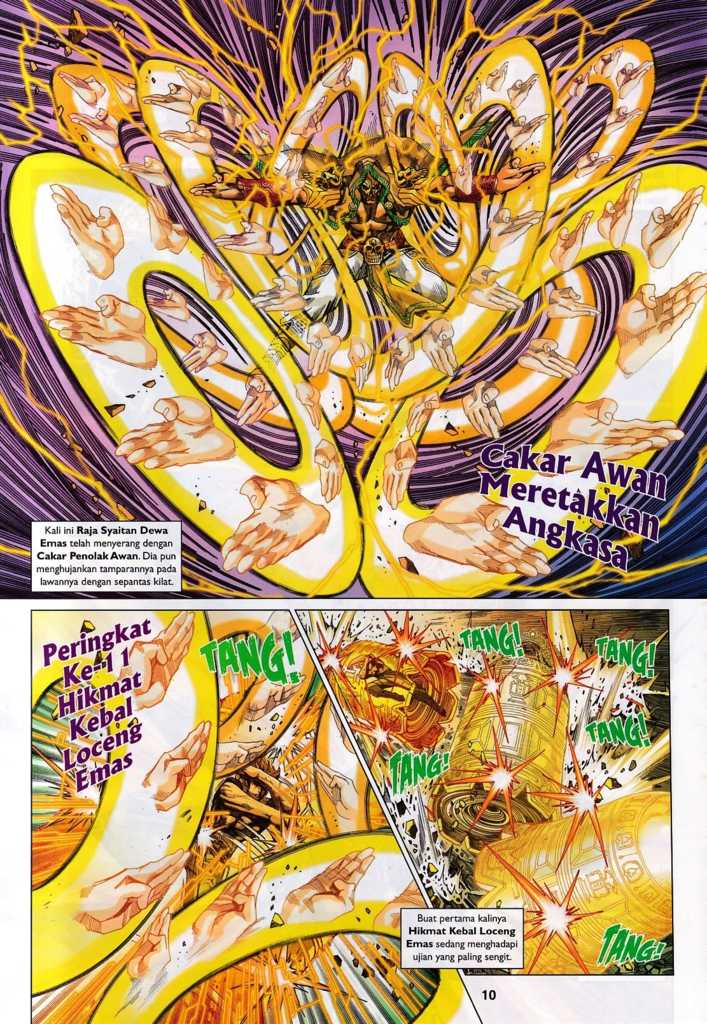 Cakar Awan
Meretakkan
Angkasa
Kali ini Raja Syaitan Dewa
Emas telah menyerang dengan
Cakar Penolak Awan. Dia pun
menghujankan tamparannya pada
lawannya dengan sepantas kilat.
Peringkat
Ke-11
Hikmat
Kebal
Loceng
Emas
TANG!
TANG!
TANG!
TANG!
TANG!
TANG!
Buat pertama kalinya
Hikmat Kebal Loceng
Emas sedang menghadapi
ujian yang paling sengit.
10